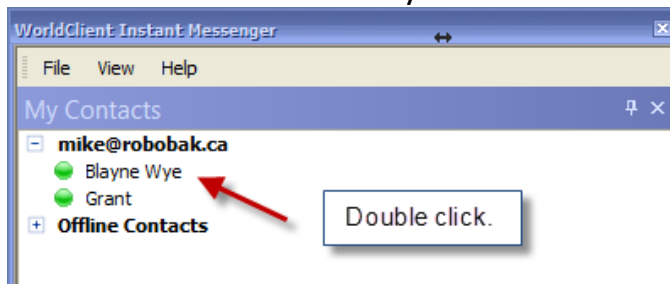 WorldClient Instant Messenger
File View Help
My Contacts
mike@robobak.ca
Blayne Wye
Grant
Offline Contacts
Double click.